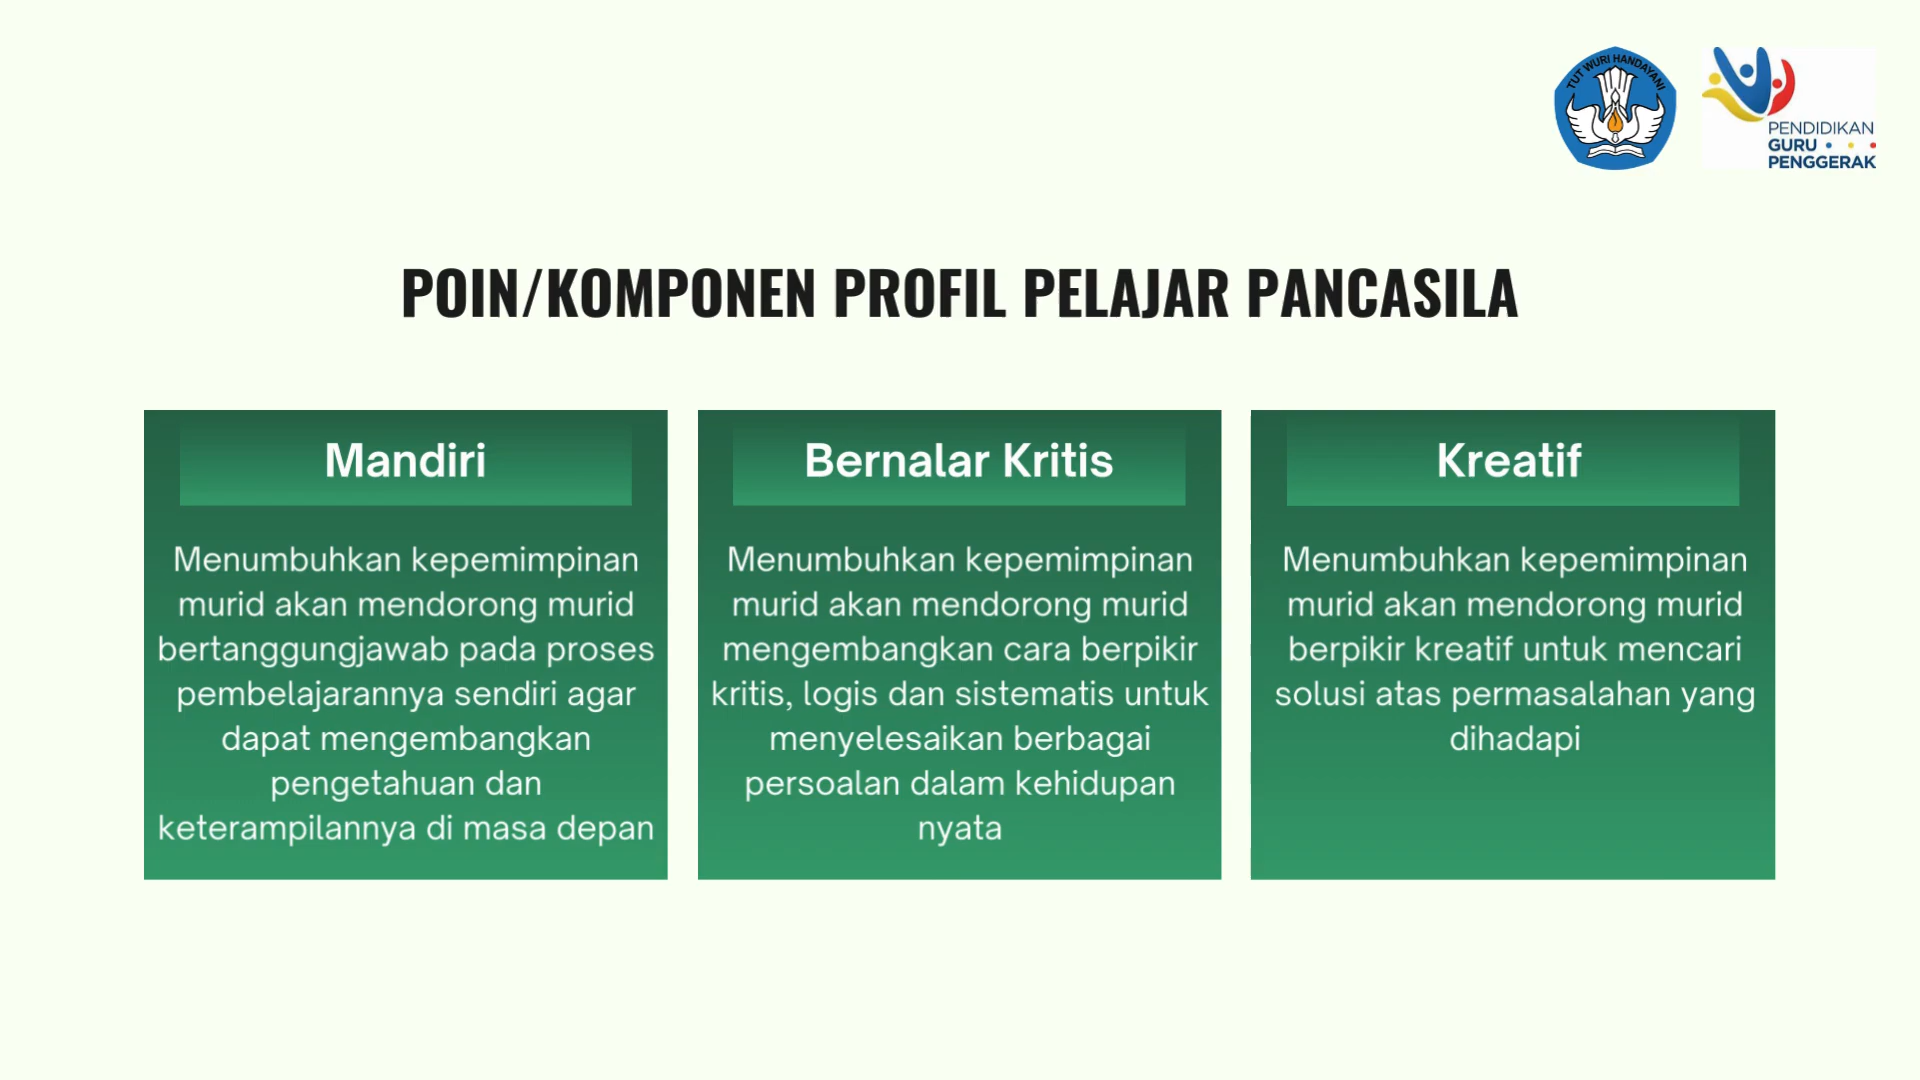 TUT WURI HANDAYANI
PENDIDIKAN
GURU
PENGGERAK
POIN/KOMPONEN PROFIL PELAJAR PANCASILA
Mandiri
Menumbuhkan kepemimpinan
murid akan mendorong murid
bertanggungjawab pada proses
pembelajarannya sendiri agar
dapat mengembangkan
pengetahuan dan
keterampilannya di masa depan
Bernalar Kritis
Menumbuhkan kepemimpinan
murid akan mendorong murid
mengembangkan cara berpikir
kritis, logis dan sistematis untuk
menyelesaikan berbagai
persoalan dalam kehidupan
nyata
Kreatif
Menumbuhkan kepemimpinan
murid akan mendorong murid
berpikir kreatif untuk mencari
solusi atas permasalahan yang
dihadapi